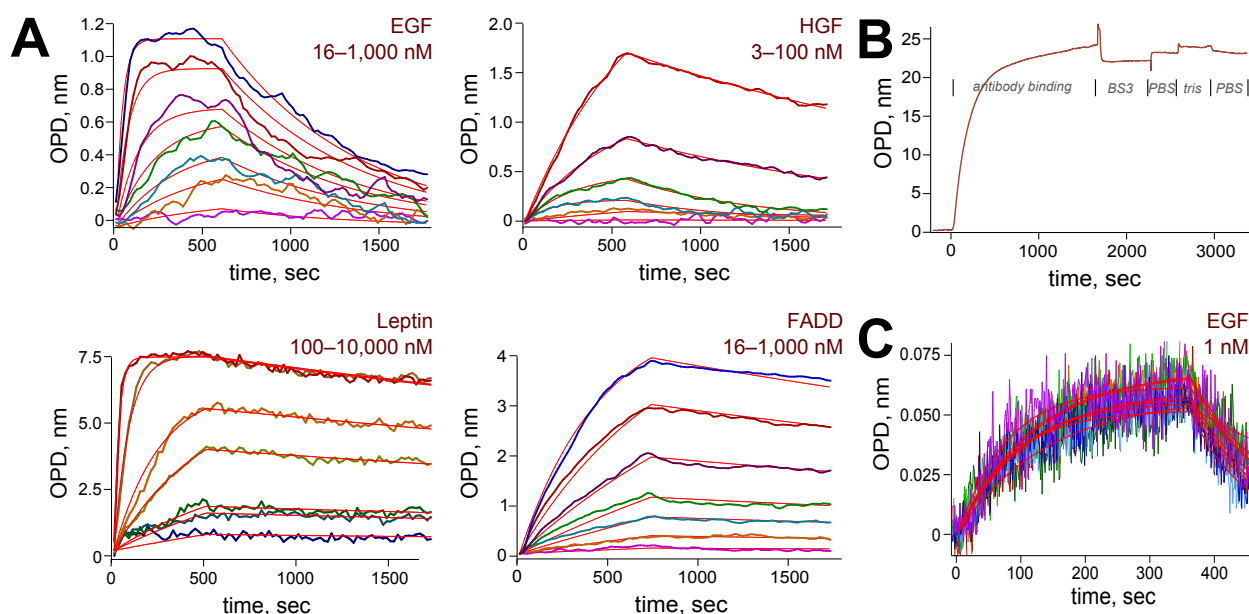 A
EGF
16–1,000 nM
OPD, nm
1.2
1.0
0.8
0.6
0.4
0.2
0
0 500 1000 1500
time, sec
HGF
3–100 nM
OPD, nm
2.0
1.5
1.0
0.5
0
0 500 1000 1500
time, sec
B
OPD, nm
25
20
15
10
5
0
antibody binding BS3 PBS tris PBS
0 1000 2000 3000
time, sec
Leptin
100–10,000 nM
OPD, nm
7.5
5.0
2.5
0
0 500 1000 1500
time, sec
FADD
16–1,000 nM
OPD, nm
4
3
2
1
0
0 500 1000 1500
time, sec
C
EGF
1 nM
OPD, nm
0.075
0.050
0.025
0
0 100 200 300 400
time, sec